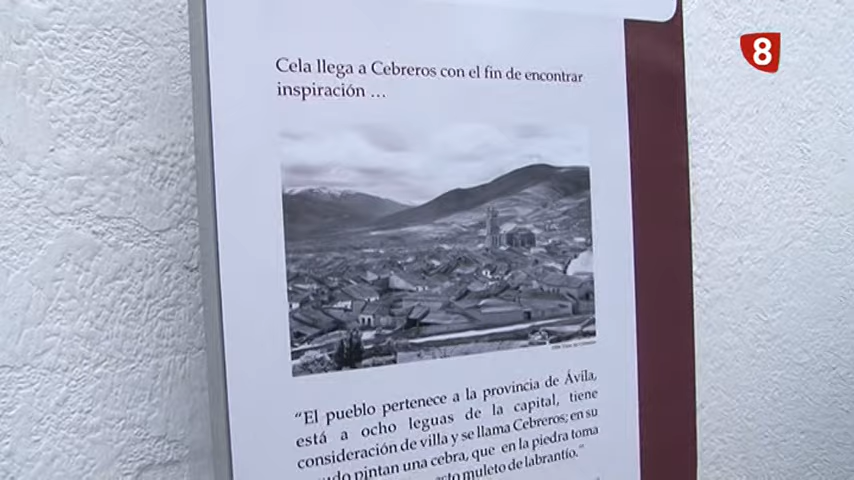 8
Cela llega a Cebreros con el fin de encontrar
inspiración …
“El pueblo pertenece a la provincia de Ávila,
está a ocho leguas de la capital, tiene
consideración de villa y se llama Cebreros; en su
pintan una cebra, que en la piedra toma
muleto de labrantío.”